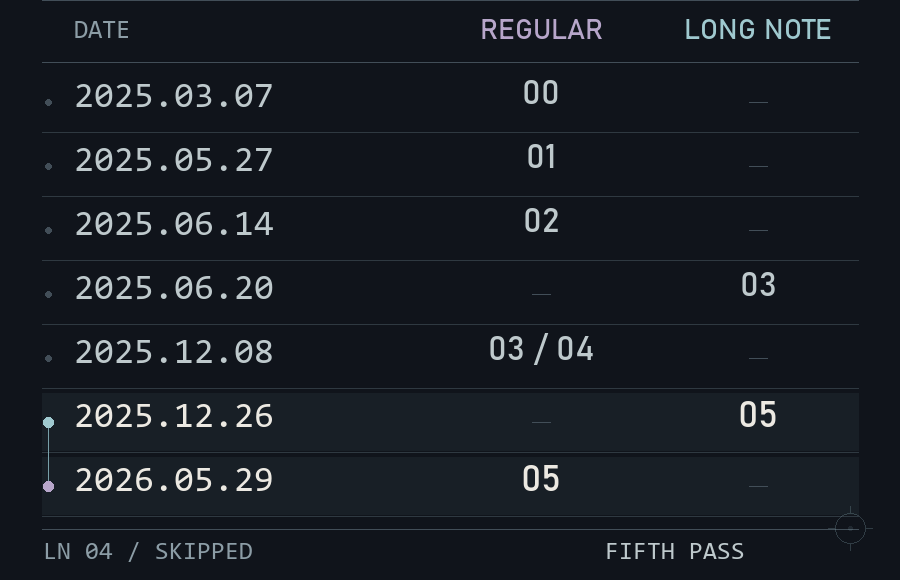 DATE REGULAR LONG NOTE
2025.03.07 00 —
2025.05.27 01 —
2025.06.14 02 —
2025.06.20 — 03
2025.12.08 03 / 04 —
2025.12.26 — 05
2026.05.29 05 —
LN 04 / SKIPPED FIFTH PASS